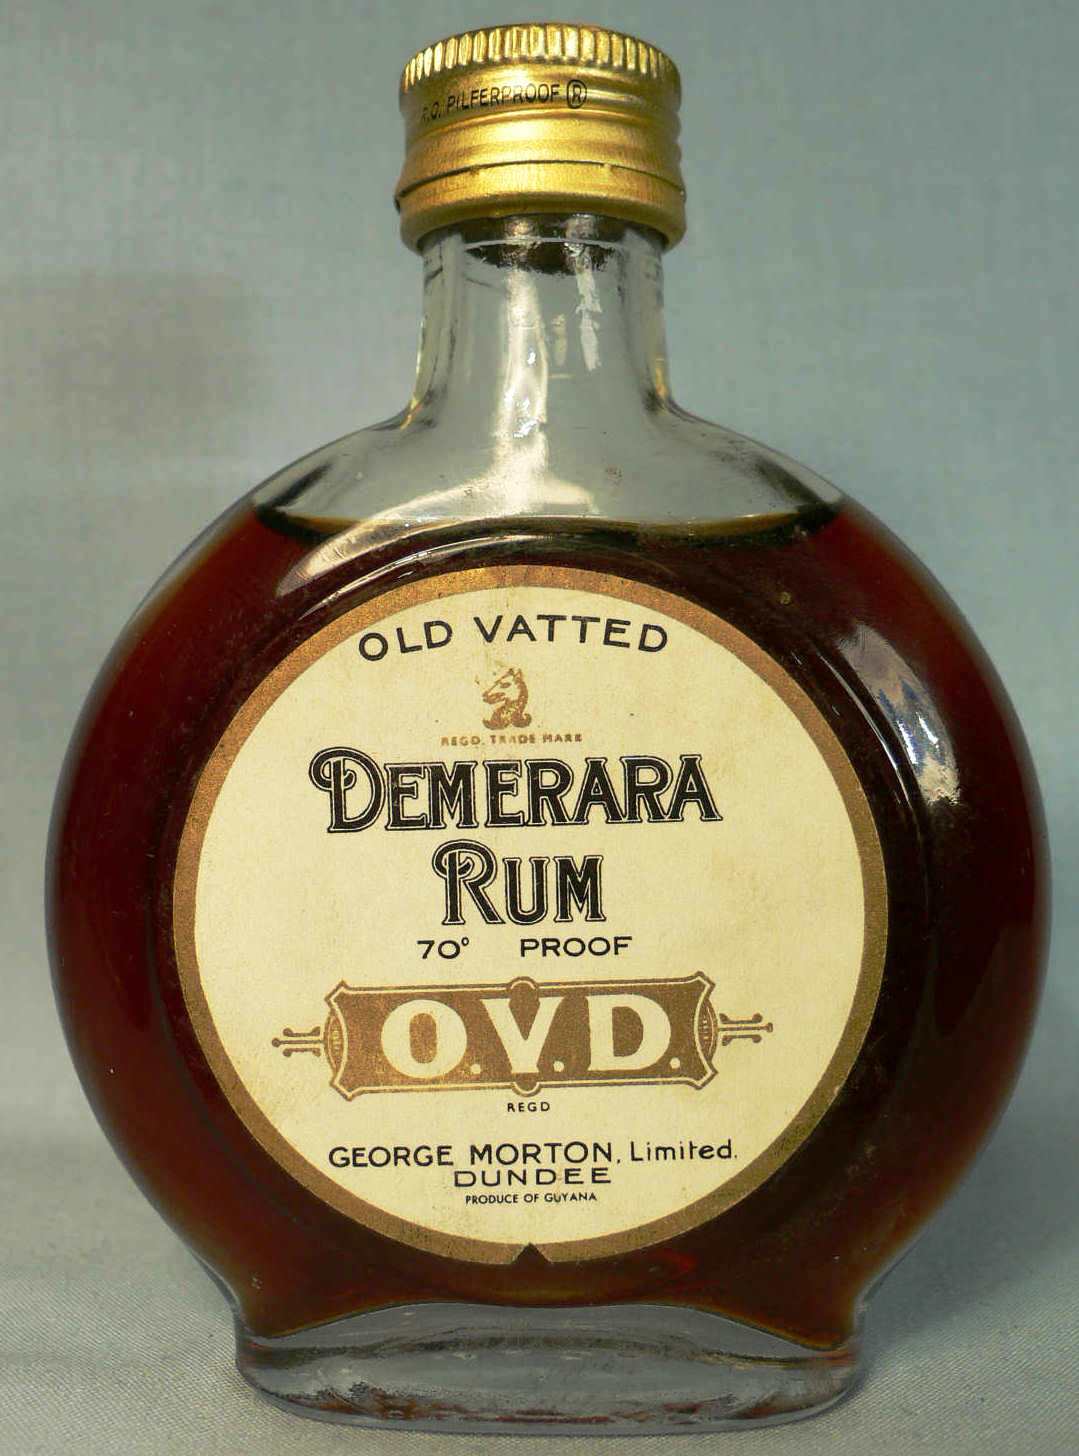 R.O. PILFERPROOF ®
OLD VATTED
REGD. TRADE MARK
DEMERARA
RUM
70° PROOF
O.V.D.
REGD
GEORGE MORTON, Limited.
DUNDEE
PRODUCE OF GUYANA